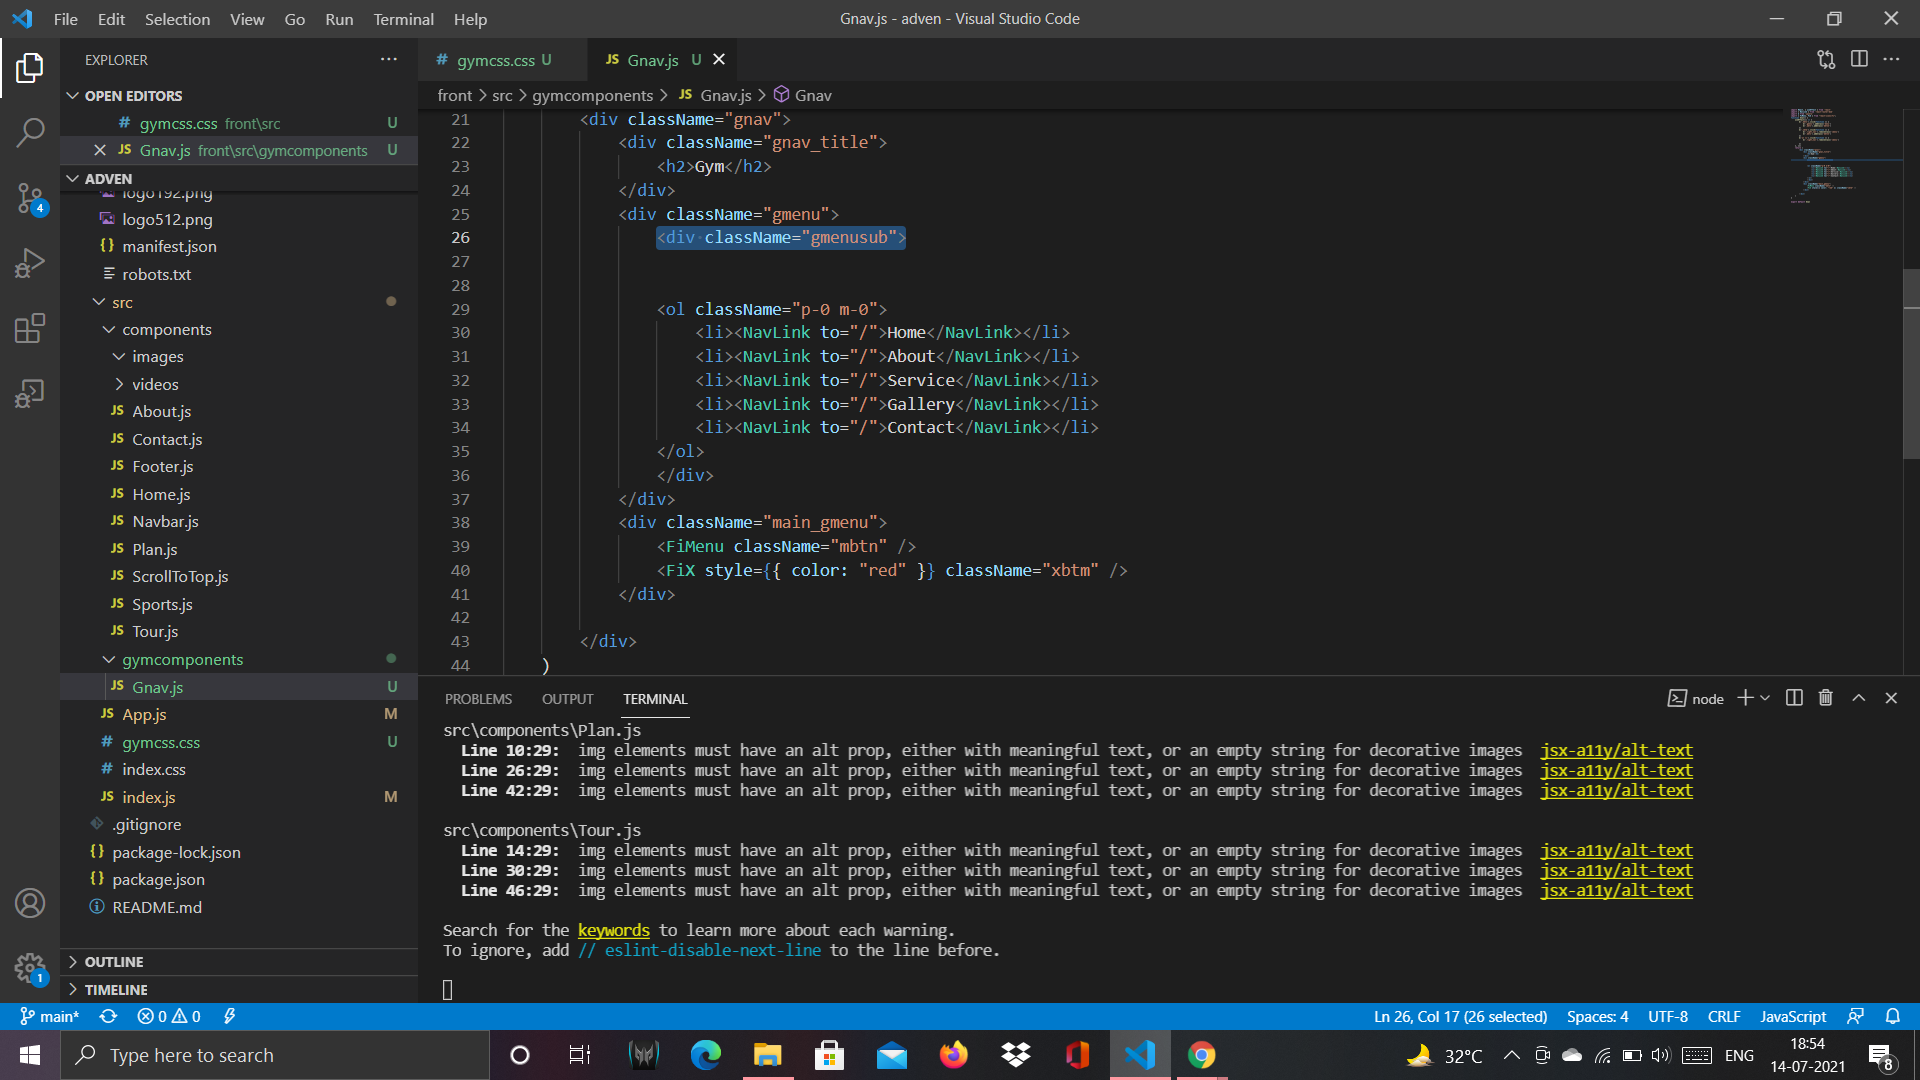 File Edit Selection View Go Run Terminal Help
Gnav.js - adven - Visual Studio Code
EXPLORER
OPEN EDITORS
# gymcss.css front\src U
JS Gnav.js front\src\gymcomponents U
ADVEN
logo192.png
logo512.png
{} manifest.json
robots.txt
src
components
images
videos
JS About.js
JS Contact.js
JS Footer.js
JS Home.js
JS Navbar.js
JS Plan.js
JS ScrollToTop.js
JS Sports.js
JS Tour.js
gymcomponents
JS Gnav.js U
JS App.js M
# gymcss.css U
# index.css
JS index.js M
.gitignore
{} package-lock.json
{} package.json
README.md
OUTLINE
TIMELINE
4
1
# gymcss.css U
JS Gnav.js U
front > src > gymcomponents > JS Gnav.js > Gnav
21 <div className="gnav">
22 <div className="gnav_title">
23 <h2>Gym</h2>
24 </div>
25 <div className="gmenu">
26 <div className="gmenusub">
27
28
29 <ol className="p-0 m-0">
30 <li><NavLink to="/">Home</NavLink></li>
31 <li><NavLink to="/">About</NavLink></li>
32 <li><NavLink to="/">Service</NavLink></li>
33 <li><NavLink to="/">Gallery</NavLink></li>
34 <li><NavLink to="/">Contact</NavLink></li>
35 </ol>
36 </div>
37 </div>
38 <div className="main_gmenu">
39 <FiMenu className="mbtn" />
40 <FiX style={{ color: "red" }} className="xbtm" />
41 </div>
42
43 </div>
44 )
PROBLEMS OUTPUT TERMINAL
node
src\components\Plan.js
Line 10:29: img elements must have an alt prop, either with meaningful text, or an empty string for decorative images jsx-a11y/alt-text
Line 26:29: img elements must have an alt prop, either with meaningful text, or an empty string for decorative images jsx-a11y/alt-text
Line 42:29: img elements must have an alt prop, either with meaningful text, or an empty string for decorative images jsx-a11y/alt-text
src\components\Tour.js
Line 14:29: img elements must have an alt prop, either with meaningful text, or an empty string for decorative images jsx-a11y/alt-text
Line 30:29: img elements must have an alt prop, either with meaningful text, or an empty string for decorative images jsx-a11y/alt-text
Line 46:29: img elements must have an alt prop, either with meaningful text, or an empty string for decorative images jsx-a11y/alt-text
Search for the keywords to learn more about each warning.
To ignore, add // eslint-disable-next-line to the line before.
main* 0 0
Ln 26, Col 17 (26 selected) Spaces: 4 UTF-8 CRLF JavaScript
Type here to search
32°C
ENG
18:54
14-07-2021
8